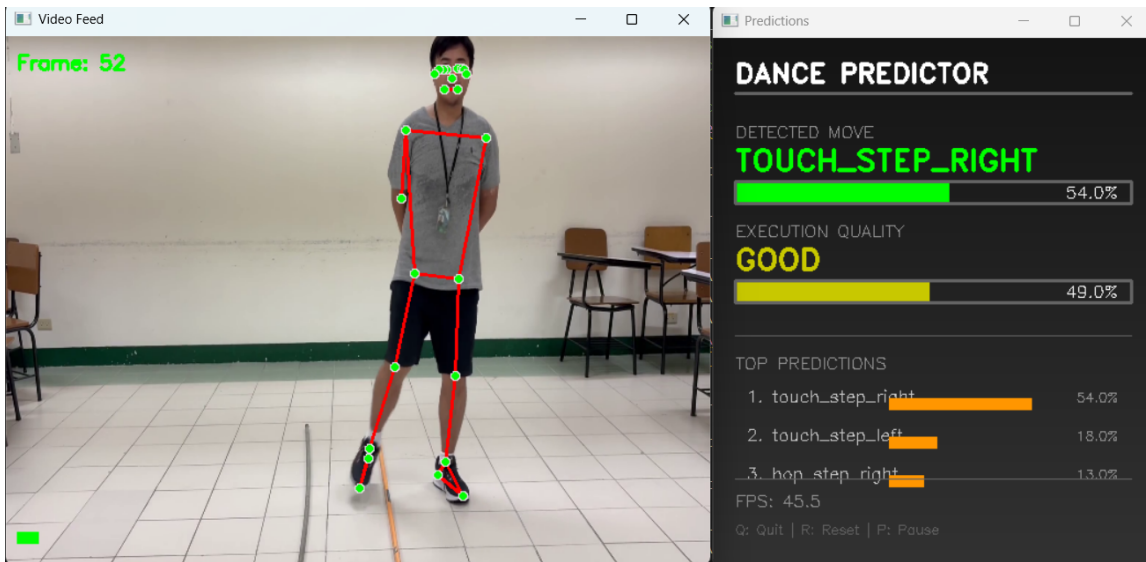 Video Feed
Frame: 52
Predictions
DANCE PREDICTOR
DETECTED MOVE
TOUCH_STEP_RIGHT
54.0%
EXECUTION QUALITY
GOOD
49.0%
TOP PREDICTIONS
1. touch_step_right 54.0%
2. touch_step_left 18.0%
3. hop_step_right 13.0%
FPS: 45.5
Q: Quit | R: Reset | P: Pause